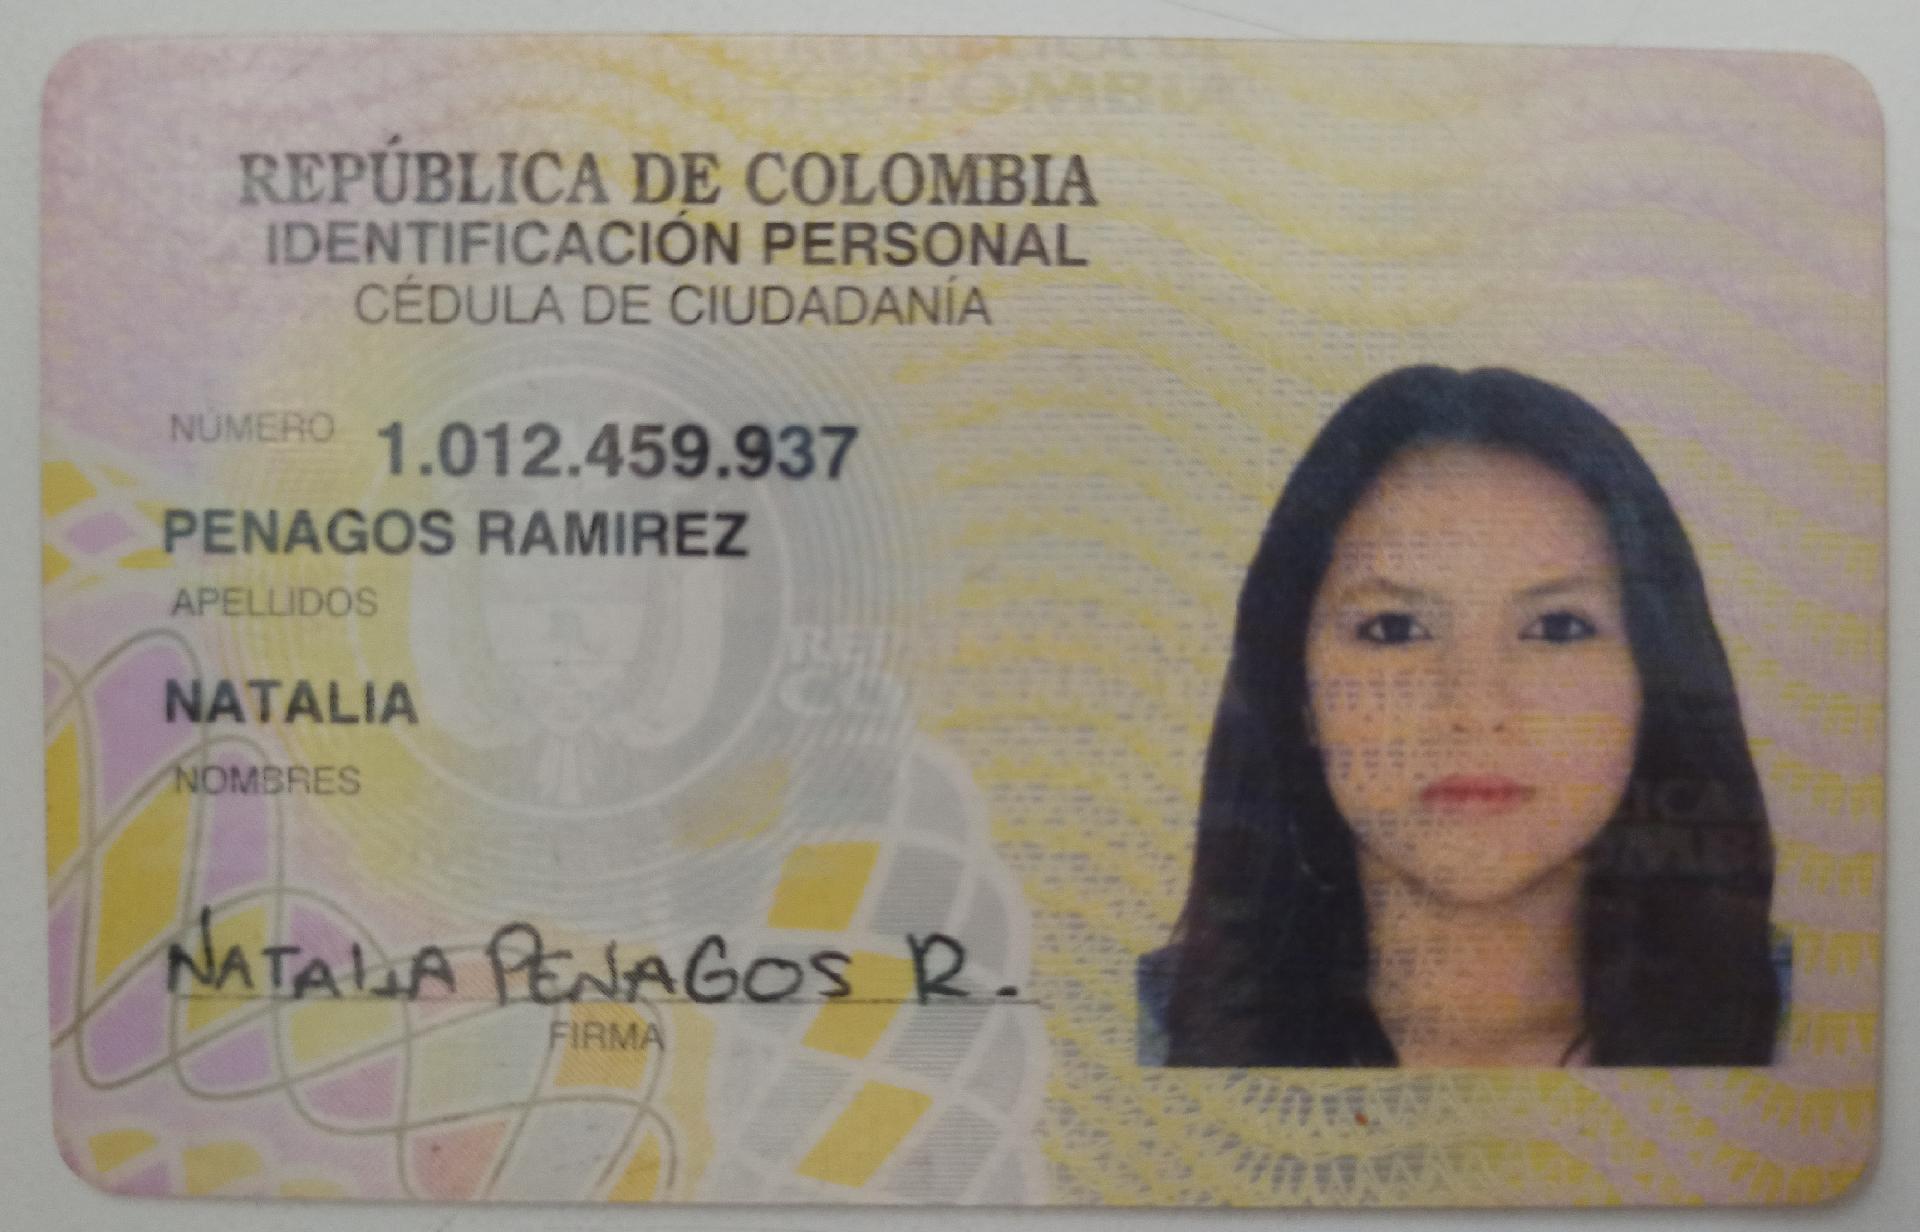 REPÚBLICA DE COLOMBIA
IDENTIFICACIÓN PERSONAL
CÉDULA DE CIUDADANÍA
NÚMERO 1.012.459.937
PENAGOS RAMIREZ
APELLIDOS
NATALIA
NOMBRES
NATALIA PENAGOS R.
FIRMA